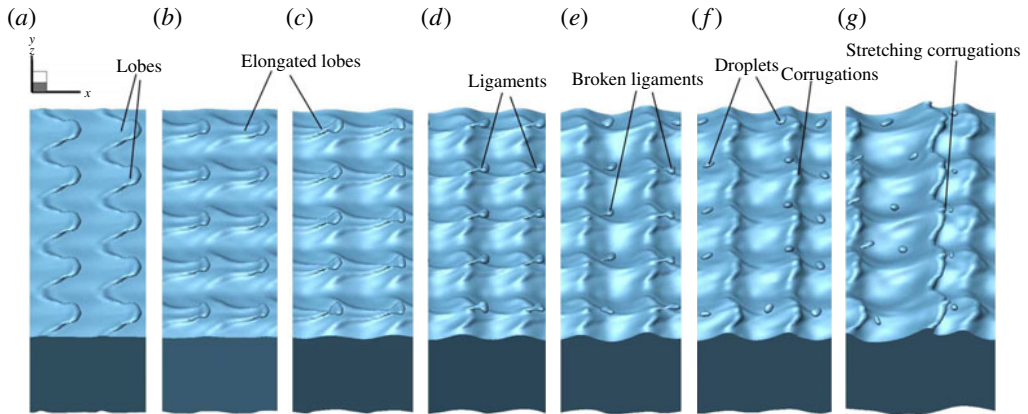 (a)
(b)
(c)
(d)
(e)
(f)
(g)
y
z
x
Lobes
Elongated lobes
Ligaments
Broken ligaments
Droplets
Corrugations
Stretching corrugations